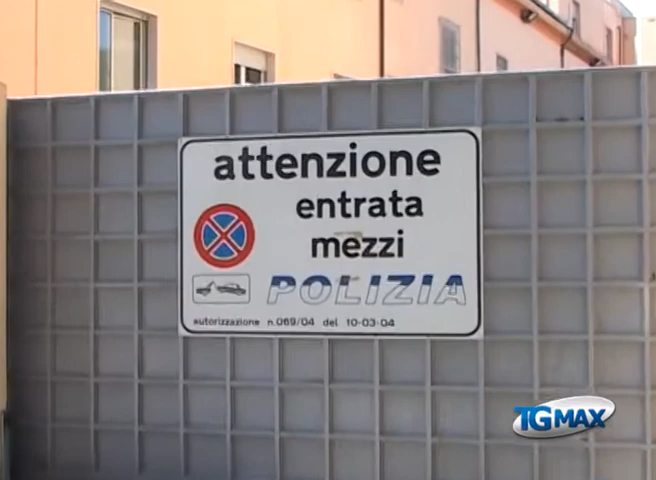 attenzione
entrata
mezzi
POLIZIA
autorizzazione n.069/04 del 10-03-04
TGMAX